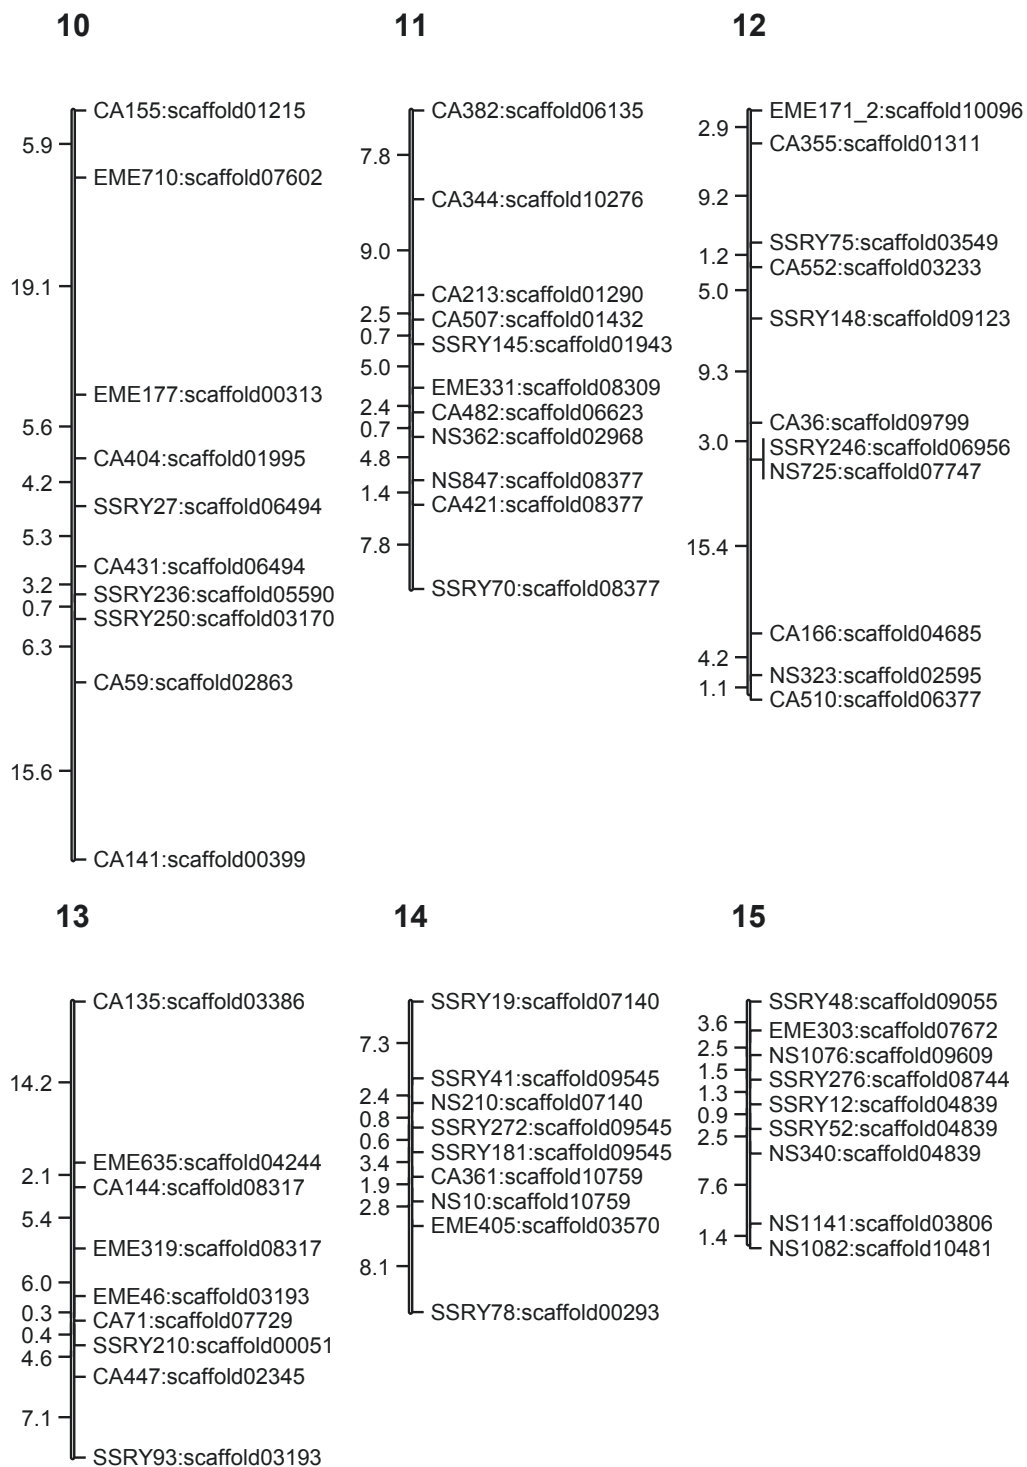 10
CA155:scaffold01215
5.9
EME710:scaffold07602
19.1
EME177:scaffold00313
5.6
CA404:scaffold01995
4.2
SSRY27:scaffold06494
5.3
CA431:scaffold06494
3.2
SSRY236:scaffold05590
0.7
SSRY250:scaffold03170
6.3
CA59:scaffold02863
15.6
CA141:scaffold00399
11
CA382:scaffold06135
7.8
CA344:scaffold10276
9.0
CA213:scaffold01290
2.5
CA507:scaffold01432
0.7
SSRY145:scaffold01943
5.0
EME331:scaffold08309
2.4
CA482:scaffold06623
0.7
NS362:scaffold02968
4.8
NS847:scaffold08377
1.4
CA421:scaffold08377
7.8
SSRY70:scaffold08377
12
EME171_2:scaffold10096
2.9
CA355:scaffold01311
9.2
SSRY75:scaffold03549
1.2
CA552:scaffold03233
5.0
SSRY148:scaffold09123
9.3
CA36:scaffold09799
3.0
SSRY246:scaffold06956
NS725:scaffold07747
15.4
CA166:scaffold04685
4.2
NS323:scaffold02595
1.1
CA510:scaffold06377
13
CA135:scaffold03386
14.2
EME635:scaffold04244
2.1
CA144:scaffold08317
5.4
EME319:scaffold08317
6.0
EME46:scaffold03193
0.3
CA71:scaffold07729
0.4
SSRY210:scaffold00051
4.6
CA447:scaffold02345
7.1
SSRY93:scaffold03193
14
SSRY19:scaffold07140
7.3
SSRY41:scaffold09545
2.4
NS210:scaffold07140
0.8
SSRY272:scaffold09545
0.6
SSRY181:scaffold09545
3.4
CA361:scaffold10759
1.9
NS10:scaffold10759
2.8
EME405:scaffold03570
8.1
SSRY78:scaffold00293
15
SSRY48:scaffold09055
3.6
EME303:scaffold07672
2.5
NS1076:scaffold09609
1.5
SSRY276:scaffold08744
1.3
SSRY12:scaffold04839
0.9
SSRY52:scaffold04839
2.5
NS340:scaffold04839
7.6
NS1141:scaffold03806
1.4
NS1082:scaffold10481